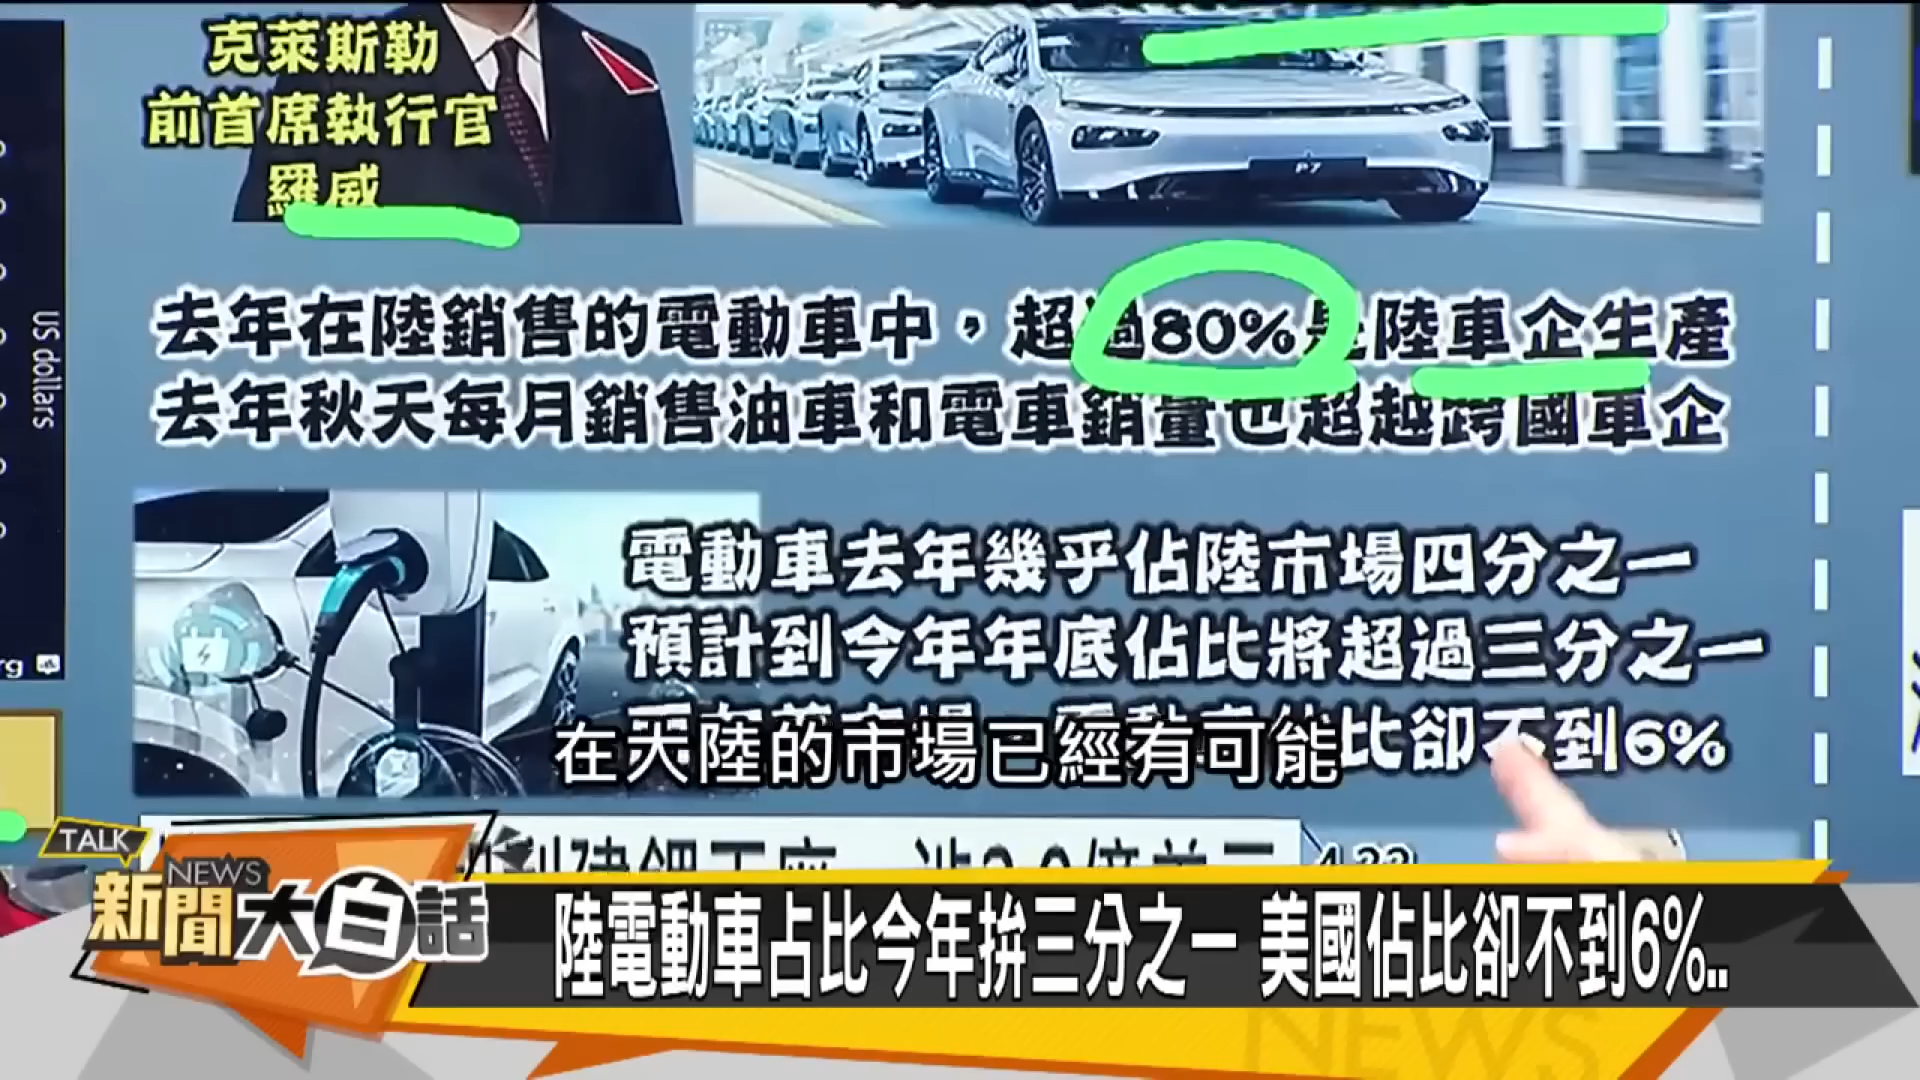 克萊斯勒
前首席執行官
羅威
P7
去年在陸銷售的電動車中，超過80%是陸車企生產
去年秋天每月銷售油車和電車銷量也超越跨國車企
US dollars
電動車去年幾乎佔陸市場四分之一
預計到今年年底佔比將超過三分之一
rg
比卻不到6%
在大陸的市場已經有可能
TALK
NEWS
新聞大白話
陸電動車占比今年拚三分之一 美國佔比卻不到6%..
NEWS